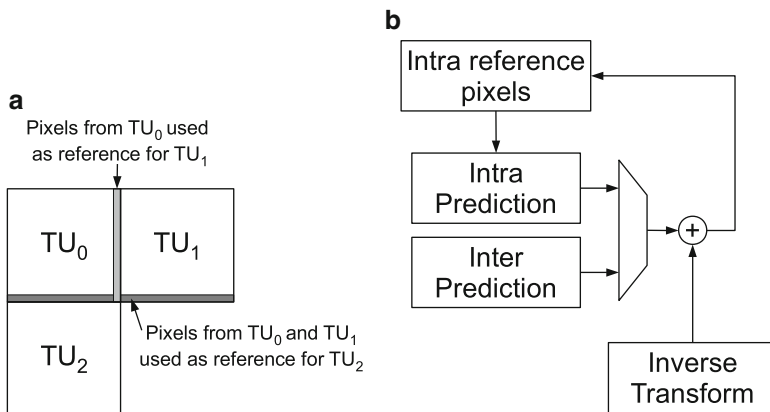 a
Pixels from TU0 used
as reference for TU1
TU0
TU1
Pixels from TU0 and TU1
used as reference for TU2
TU2
b
Intra reference
pixels
Intra
Prediction
Inter
Prediction
+
Inverse
Transform